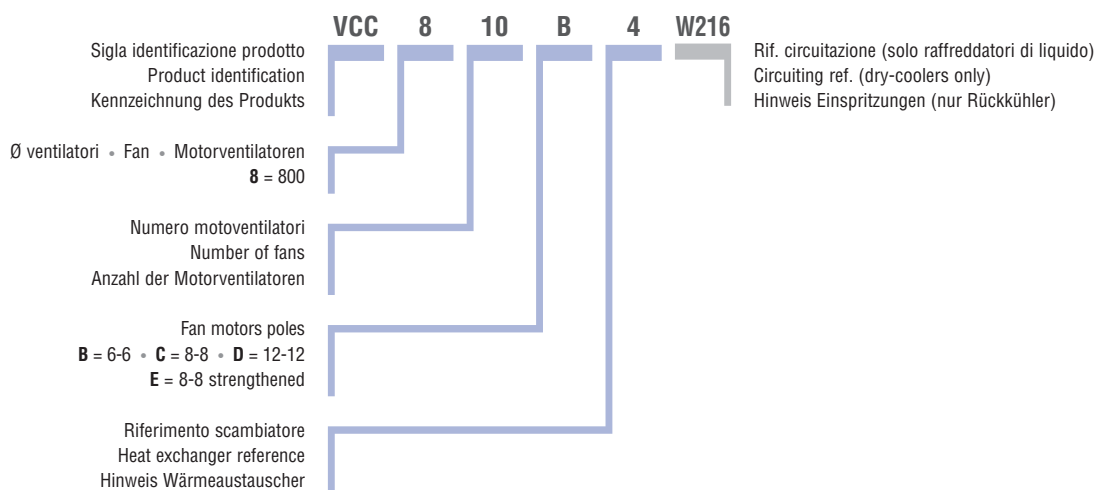 VCC 8 10 B 4 W216
Sigla identificazione prodotto
Product identification
Kennzeichnung des Produkts
Rif. circuitazione (solo raffreddatori di liquido)
Circuiting ref. (dry-coolers only)
Hinweis Einspritzungen (nur Rückkühler)
Ø ventilatori • Fan • Motorventilatoren
8 = 800
Numero motoventilatori
Number of fans
Anzahl der Motorventilatoren
Fan motors poles
B = 6-6 • C = 8-8 • D = 12-12
E = 8-8 strengthened
Riferimento scambiatore
Heat exchanger reference
Hinweis Wärmeaustauscher